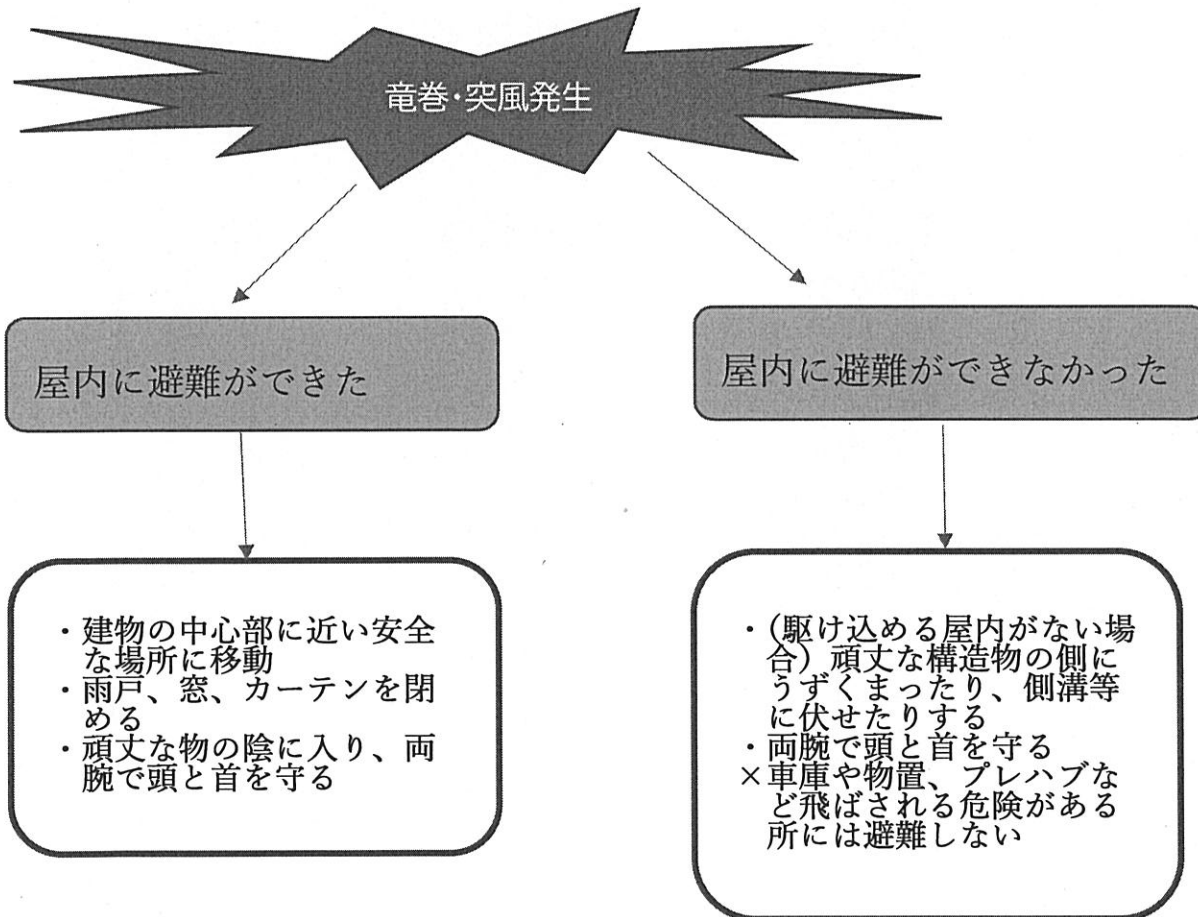 竜巻・突風発生
屋内に避難ができた
屋内に避難ができなかった
・建物の中心部に近い安全
な場所に移動
・雨戸、窓、カーテンを閉
める
・頑丈な物の陰に入り、両
腕で頭と首を守る
・(駆け込める屋内がない場
合）頑丈な構造物の側に
うずくまったり、側溝等
に伏せたりする
・両腕で頭と首を守る
×車庫や物置、プレハブな
ど飛ばされる危険がある
所には避難しない